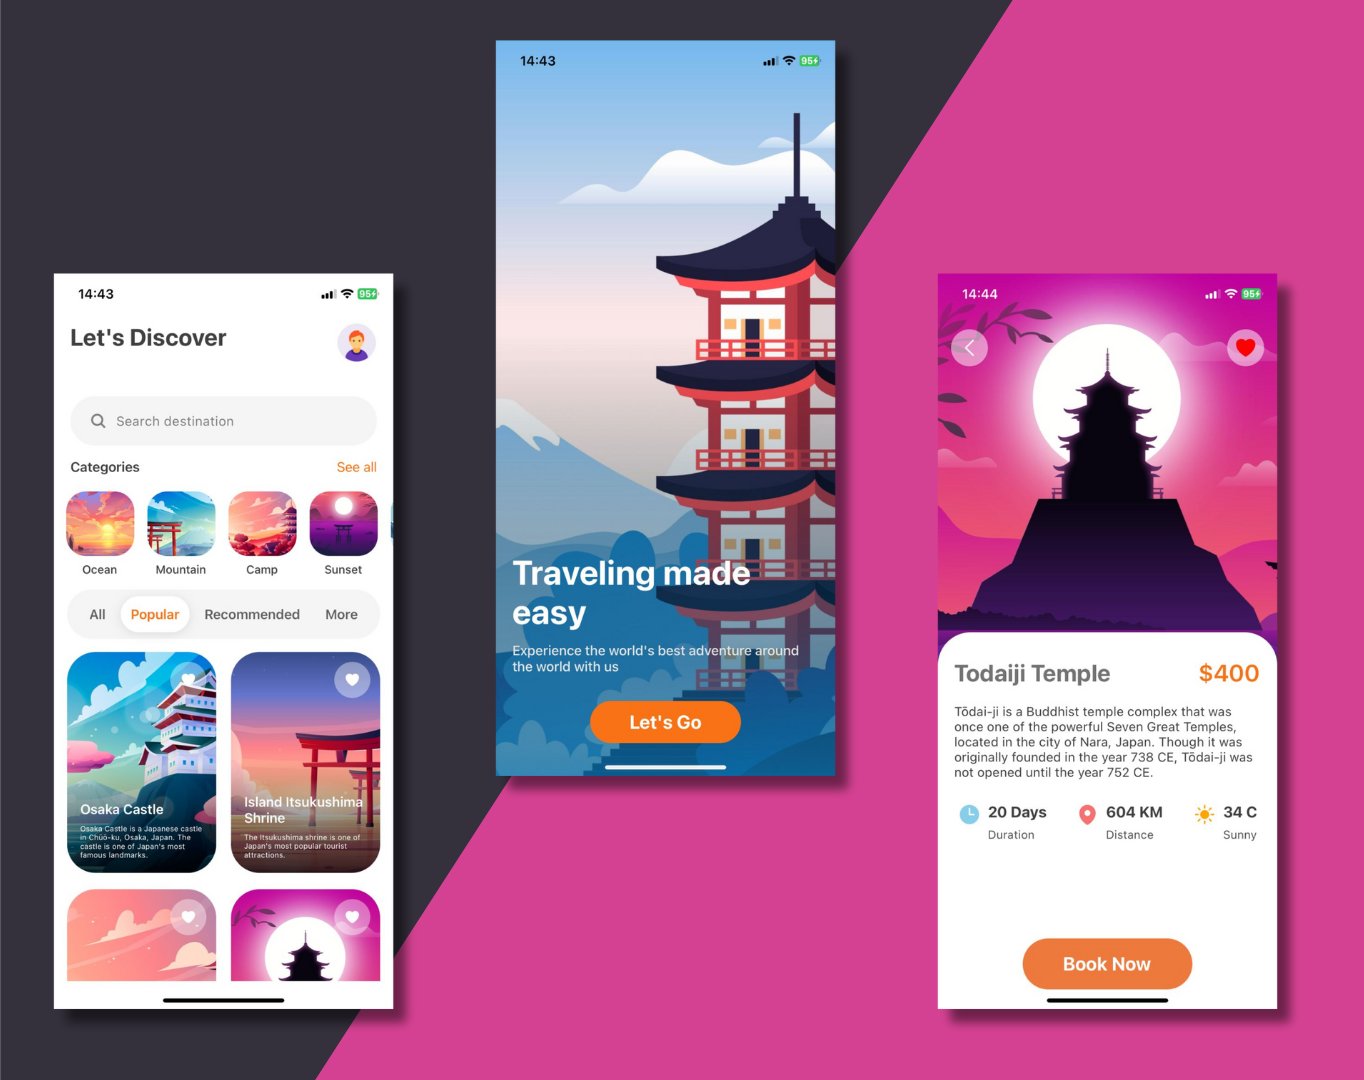 14:43
95
Let's Discover
Search destination
Categories
See all
Ocean
Mountain
Camp
Sunset
All
Popular
Recommended
More
Osaka Castle
Osaka Castle is a Japanese castle
in Chūō-ku, Osaka, Japan. The
castle is one of Japan's most
famous landmarks.
Island Itsukushima
Shrine
The Itsukushima shrine is one of
Japan's most popular tourist
attractions.
14:43
95
Traveling made
easy
Experience the world's best adventure around
the world with us
Let's Go
14:44
95
Todaiji Temple
$400
Tōdai-ji is a Buddhist temple complex that was
once one of the powerful Seven Great Temples,
located in the city of Nara, Japan. Though it was
originally founded in the year 738 CE, Tōdai-ji was
not opened until the year 752 CE.
20 Days
Duration
604 KM
Distance
34 C
Sunny
Book Now